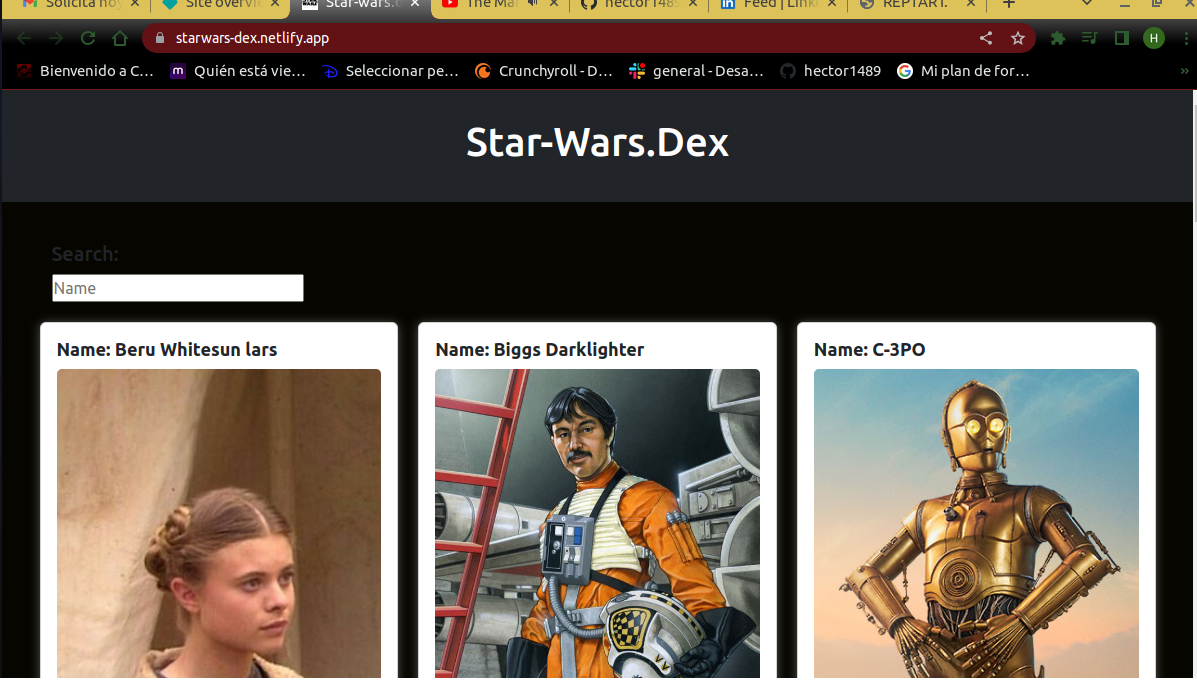 Solicita hoy
Site overvie
Star-wars.d
The Ma
hector148
Feed | Link
REPTAR I.
starwars-dex.netlify.app
H
Bienvenido a C…
m
Quién está vie…
Seleccionar pe…
Crunchyroll - D…
general - Desa…
hector1489
Mi plan de for…
»
Star-Wars.Dex
Search:
Name
Name: Beru Whitesun lars
Name: Biggs Darklighter
Name: C-3PO